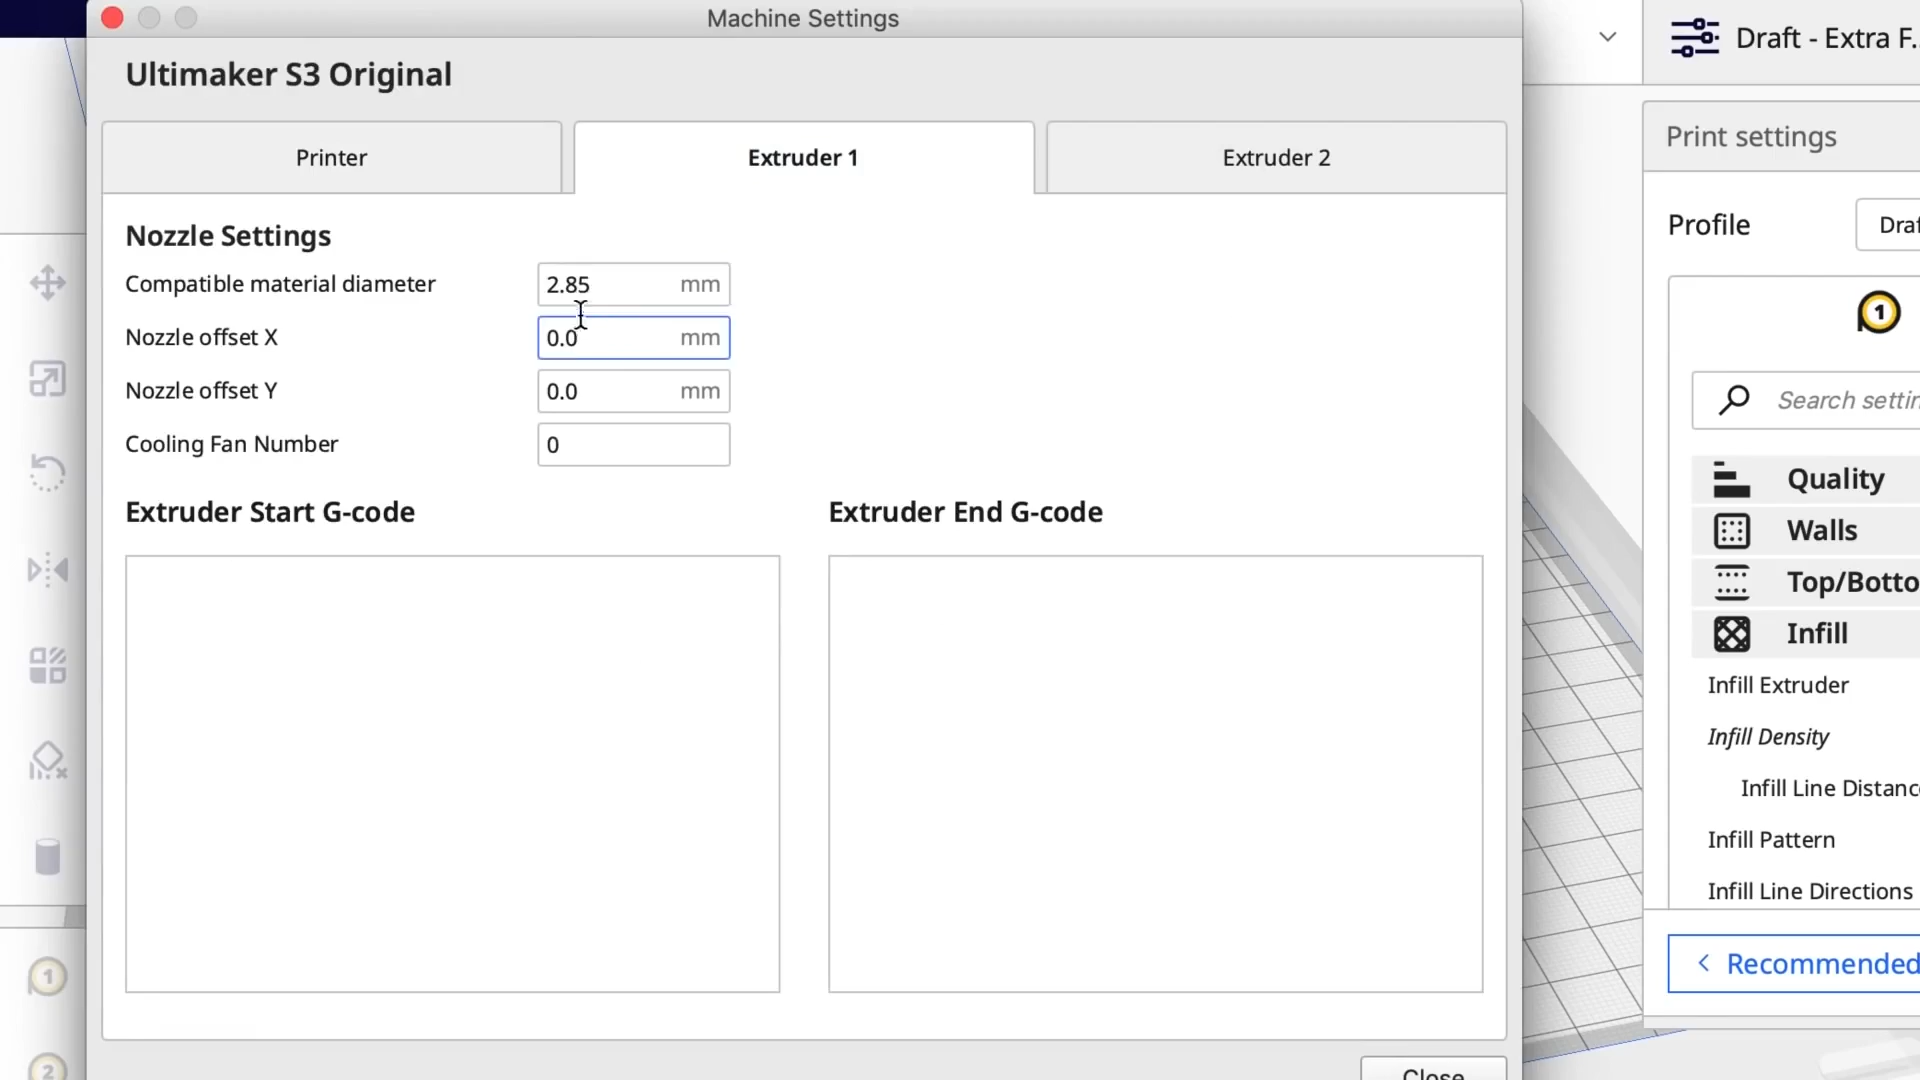 Machine Settings
Ultimaker S3 Original
Printer
Extruder 1
Extruder 2
Nozzle Settings
Compatible material diameter
2.85 mm
Nozzle offset X
0.0 mm
Nozzle offset Y
0.0 mm
Cooling Fan Number
0
Extruder Start G-code
Extruder End G-code
Close
1
2
Draft - Extra F..
Print settings
Profile
Draf
1
Search settin
Quality
Walls
Top/Botto
Infill
Infill Extruder
Infill Density
Infill Line Distanc
Infill Pattern
Infill Line Directions
Recommended